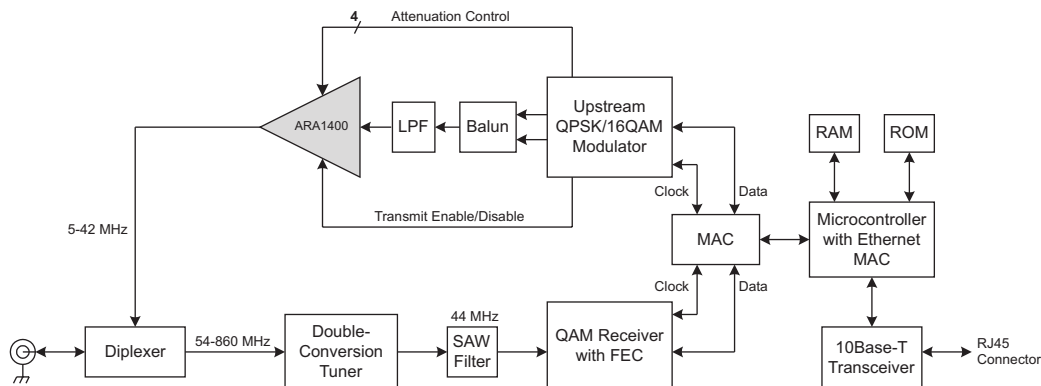 4 Attenuation Control
ARA1400
LPF
Balun
Upstream
QPSK/16QAM
Modulator
RAM
ROM
Transmit Enable/Disable
Clock
Data
5-42 MHz
MAC
Microcontroller
with Ethernet
MAC
Clock
Data
Diplexer
54-860 MHz
Double-
Conversion
Tuner
44 MHz
SAW
Filter
QAM Receiver
with FEC
10Base-T
Transceiver
RJ45
Connector